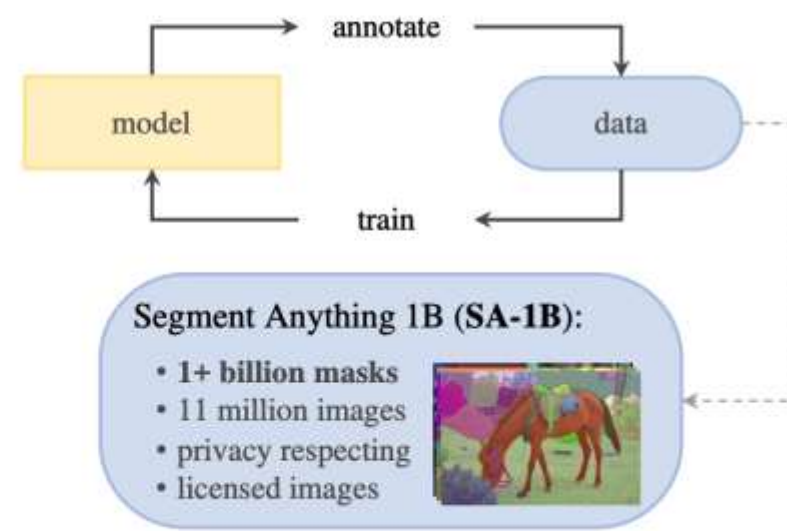 annotate
model
data
train
Segment Anything 1B (SA-1B):
• 1+ billion masks
• 11 million images
• privacy respecting
• licensed images